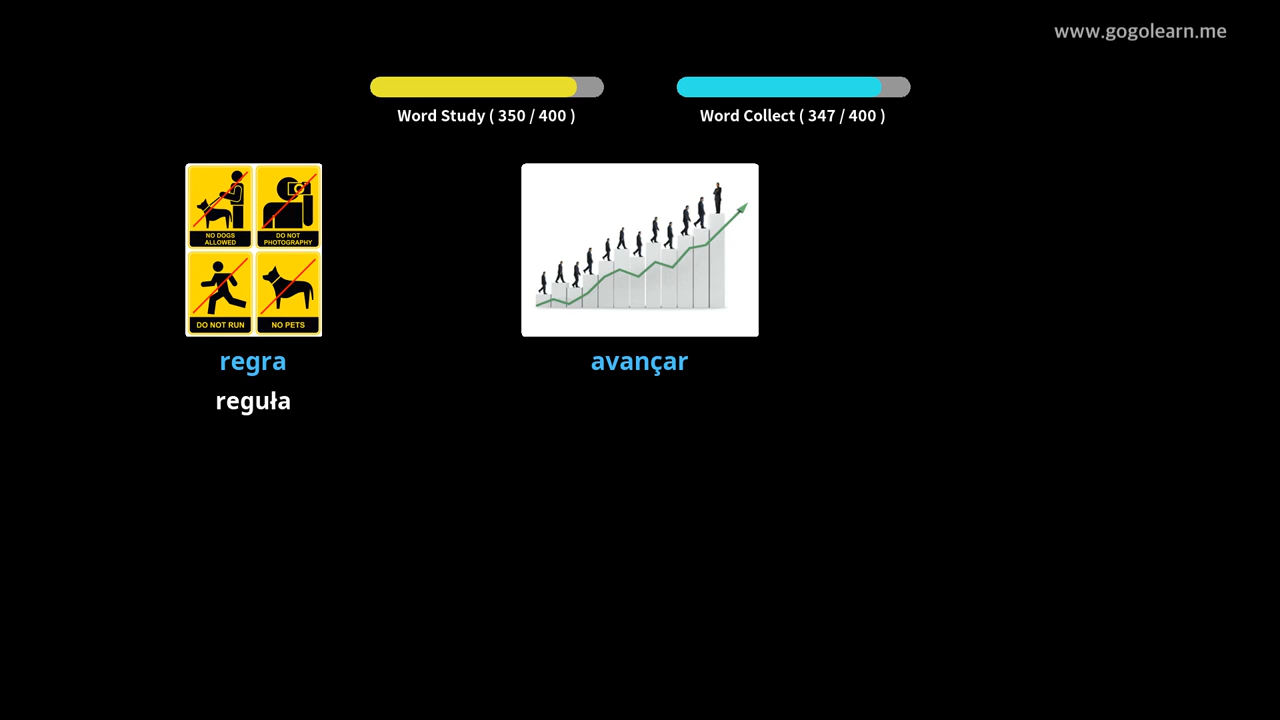 www.gogolearn.me
Word Study ( 350 / 400 )
Word Collect ( 347 / 400 )
NO DOGS
ALLOWED
DO NOT
PHOTOGRAPHY
DO NOT RUN
NO PETS
regra
avançar
reguła